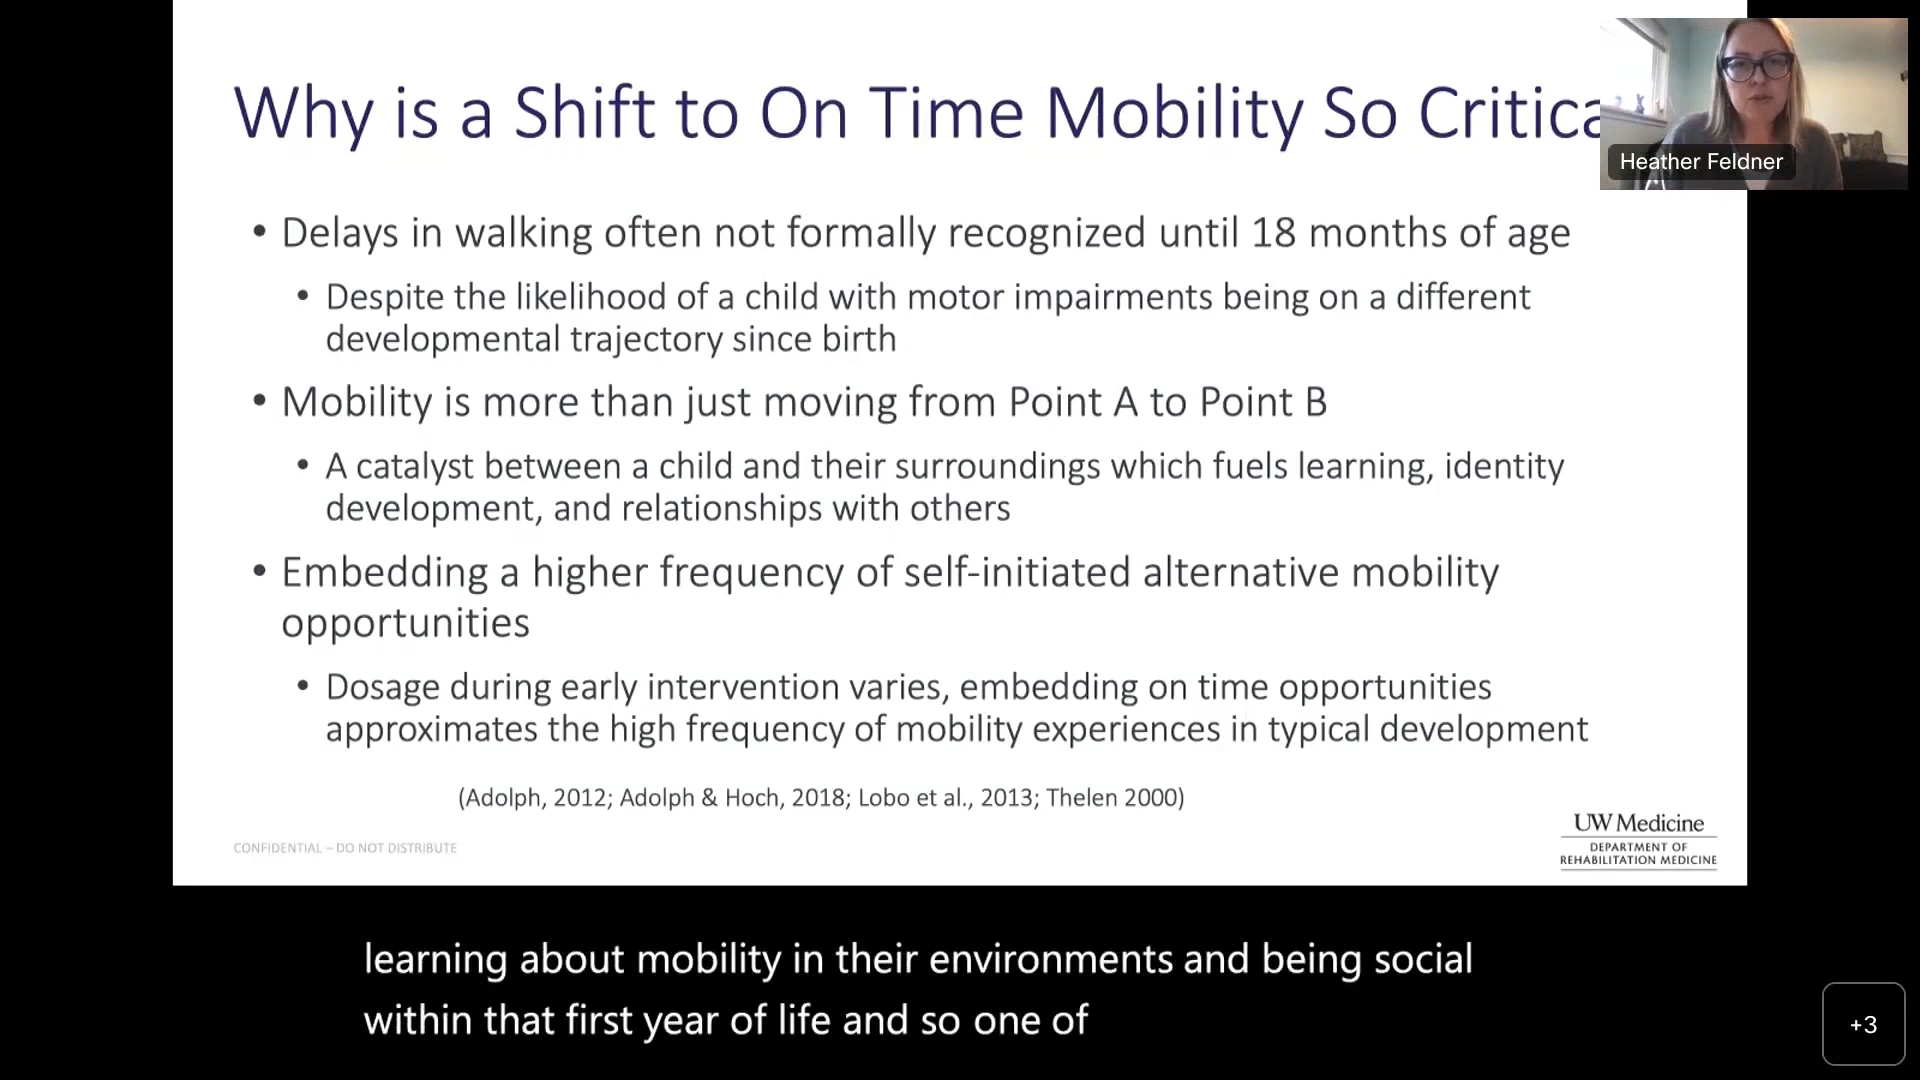 Why is a Shift to On Time Mobility So Critica
Heather Feldner
• Delays in walking often not formally recognized until 18 months of age
• Despite the likelihood of a child with motor impairments being on a different
developmental trajectory since birth
• Mobility is more than just moving from Point A to Point B
• A catalyst between a child and their surroundings which fuels learning, identity
development, and relationships with others
• Embedding a higher frequency of self-initiated alternative mobility
opportunities
• Dosage during early intervention varies, embedding on time opportunities
approximates the high frequency of mobility experiences in typical development
(Adolph, 2012; Adolph & Hoch, 2018; Lobo et al., 2013; Thelen 2000)
CONFIDENTIAL – DO NOT DISTRIBUTE
UW Medicine
DEPARTMENT OF
REHABILITATION MEDICINE
learning about mobility in their environments and being social
within that first year of life and so one of
+3